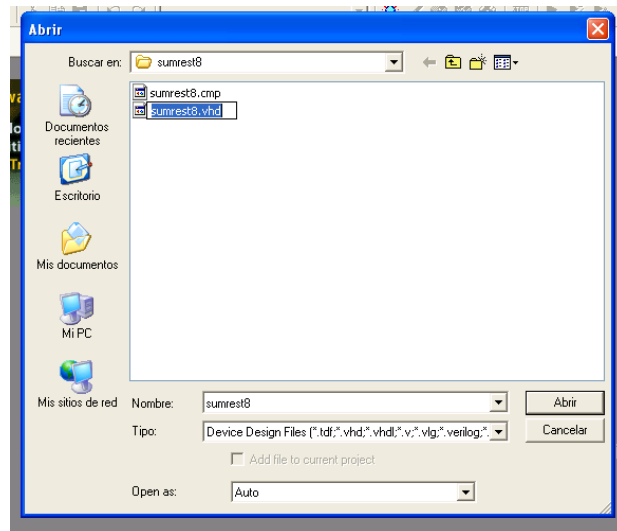 Abrir
Buscar en: sumrest8
sumrest8.cmp
sumrest8.vhd
Documentos
recientes
Escritorio
Mis documentos
Mi PC
Mis sitios de red
Nombre: sumrest8 Abrir
Tipo: Device Design Files (*.tdf;*.vhd;*.vhdl;*.v;*.vlg;*.verilog;*. Cancelar
Add file to current project
Open as: Auto